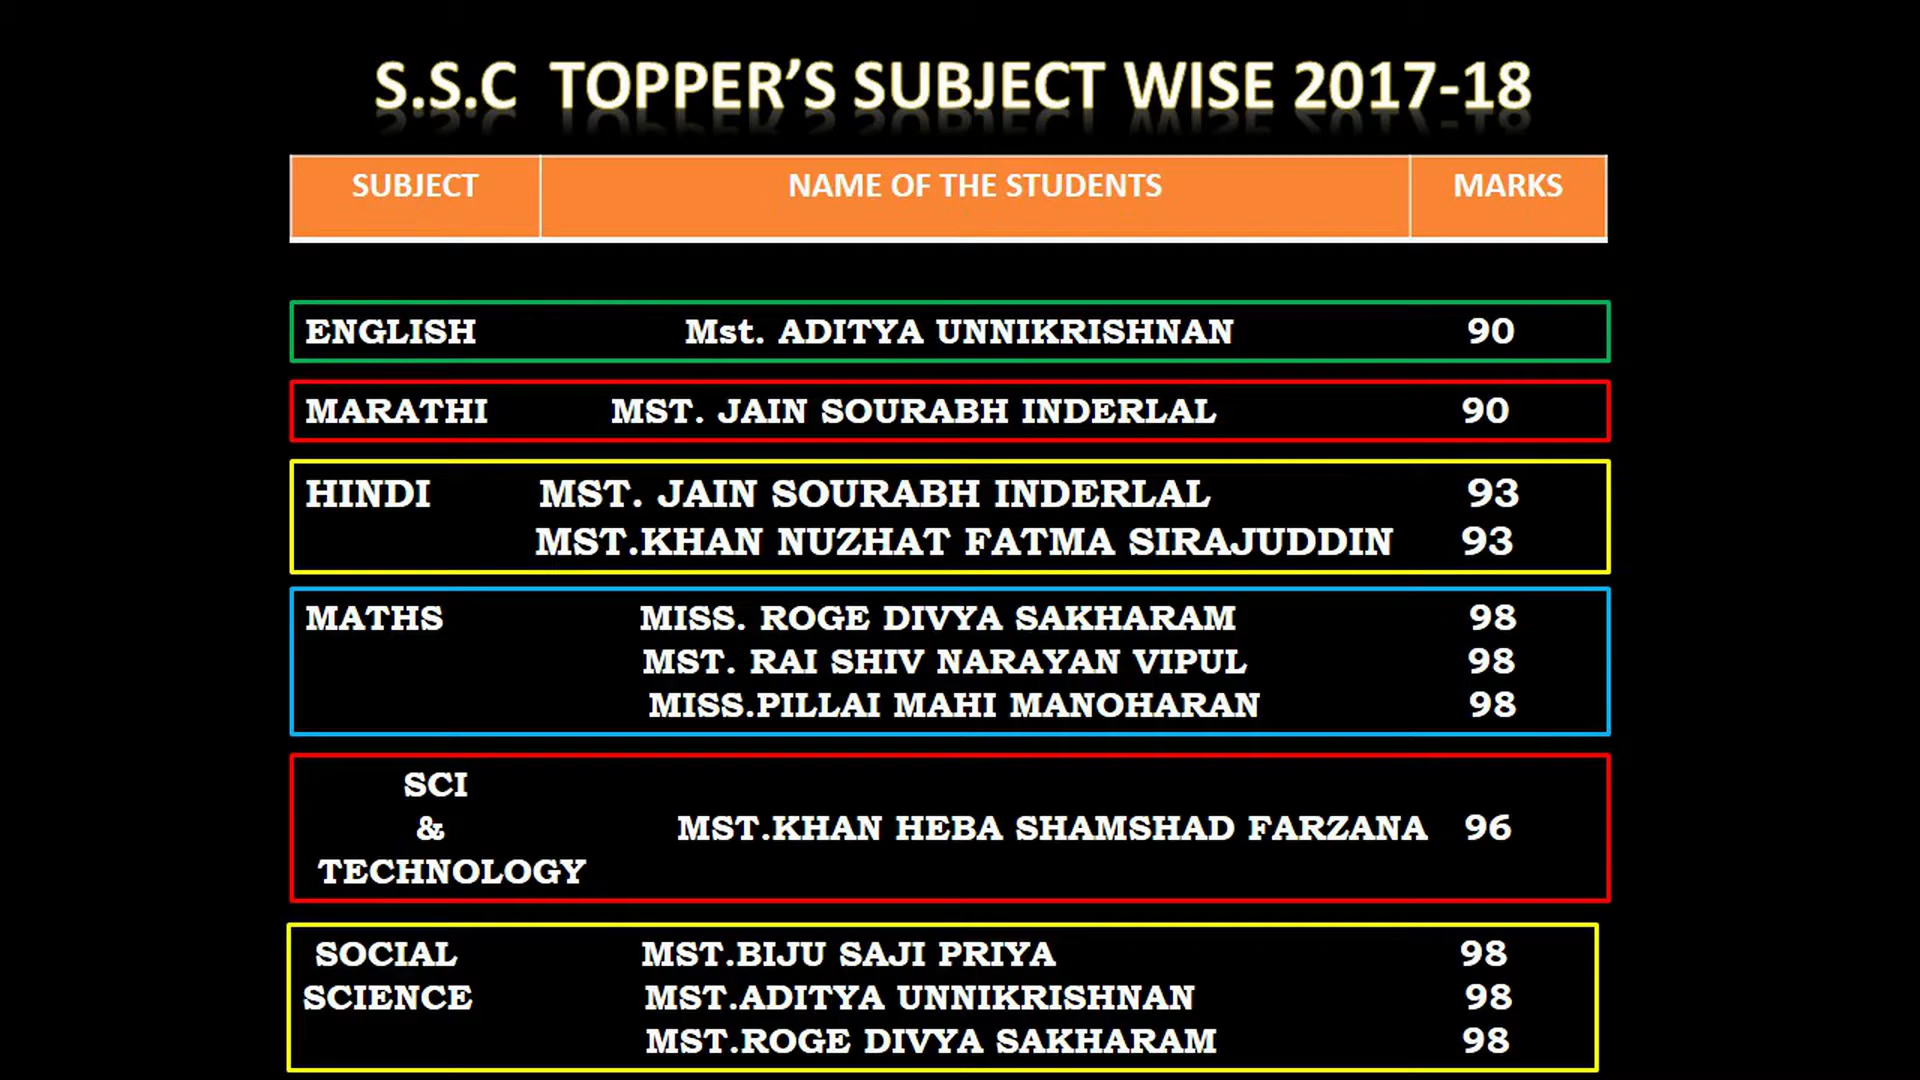 S.S.C TOPPER’S SUBJECT WISE 2017-18
SUBJECT NAME OF THE STUDENTS MARKS
ENGLISH Mst. ADITYA UNNIKRISHNAN 90
MARATHI MST. JAIN SOURABH INDERLAL 90
HINDI MST. JAIN SOURABH INDERLAL 93
MST.KHAN NUZHAT FATMA SIRAJUDDIN 93
MATHS MISS. ROGE DIVYA SAKHARAM 98
MST. RAI SHIV NARAYAN VIPUL 98
MISS.PILLAI MAHI MANOHARAN 98
SCI
& MST.KHAN HEBA SHAMSHAD FARZANA 96
TECHNOLOGY
SOCIAL MST.BIJU SAJI PRIYA 98
SCIENCE MST.ADITYA UNNIKRISHNAN 98
MST.ROGE DIVYA SAKHARAM 98